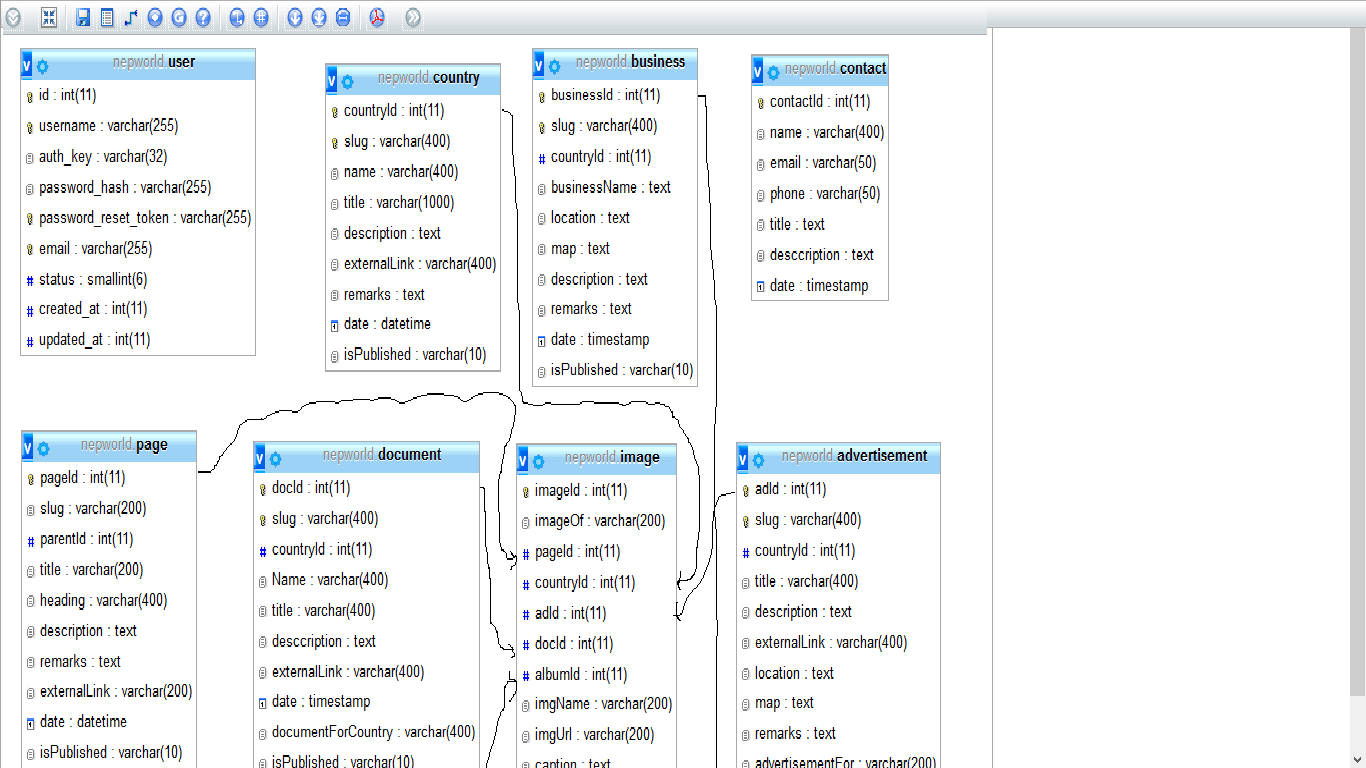 nepworld.user
id : int(11)
username : varchar(255)
auth_key : varchar(32)
password_hash : varchar(255)
password_reset_token : varchar(255)
email : varchar(255)
status : smallint(6)
created_at : int(11)
updated_at : int(11)
nepworld.country
countryId : int(11)
slug : varchar(400)
name : varchar(400)
title : varchar(1000)
description : text
externalLink : varchar(400)
remarks : text
date : datetime
isPublished : varchar(10)
nepworld.business
businessId : int(11)
slug : varchar(400)
countryId : int(11)
businessName : text
location : text
map : text
description : text
remarks : text
date : timestamp
isPublished : varchar(10)
nepworld.contact
contactId : int(11)
name : varchar(400)
email : varchar(50)
phone : varchar(50)
title : text
desccription : text
date : timestamp
nepworld.page
pageId : int(11)
slug : varchar(200)
parentId : int(11)
title : varchar(200)
heading : varchar(400)
description : text
remarks : text
externalLink : varchar(200)
date : datetime
isPublished : varchar(10)
nepworld.document
docId : int(11)
slug : varchar(400)
countryId : int(11)
Name : varchar(400)
title : varchar(400)
desccription : text
externalLink : varchar(400)
date : timestamp
documentForCountry : varchar(400)
isPublished : varchar(10)
nepworld.image
imageId : int(11)
imageOf : varchar(200)
pageId : int(11)
countryId : int(11)
adId : int(11)
docId : int(11)
albumId : int(11)
imgName : varchar(200)
imgUrl : varchar(200)
caption : text
nepworld.advertisement
adId : int(11)
slug : varchar(400)
countryId : int(11)
title : varchar(400)
description : text
externalLink : varchar(400)
location : text
map : text
remarks : text
advertisementFor : varchar(200)